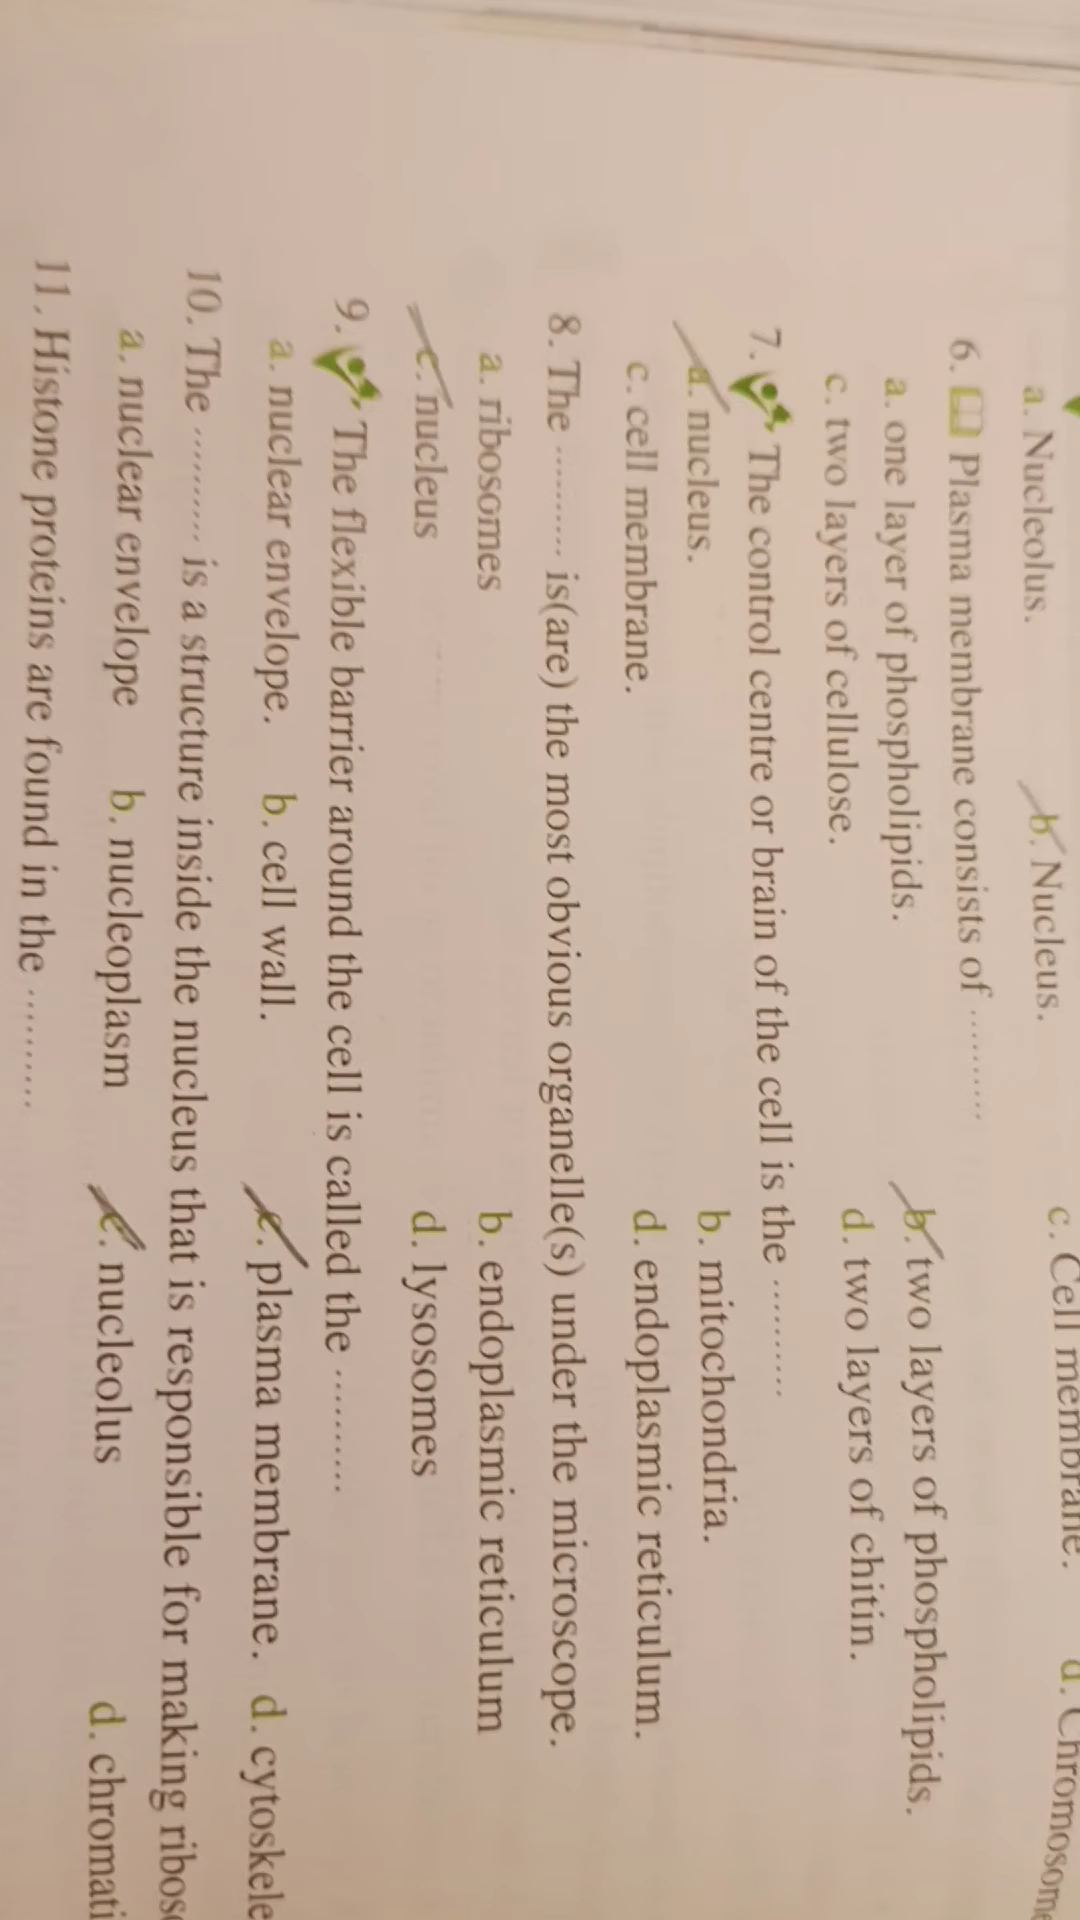 a. Nucleolus. b. Nucleus. c. Cell membrane. d. Chromosome
6. Plasma membrane consists of ..........
a. one layer of phospholipids. b. two layers of phospholipids.
c. two layers of cellulose. d. two layers of chitin.
7. The control centre or brain of the cell is the ..........
a. nucleus. b. mitochondria.
c. cell membrane. d. endoplasmic reticulum.
8. The .......... is(are) the most obvious organelle(s) under the microscope.
a. ribosomes b. endoplasmic reticulum
c. nucleus d. lysosomes
9. The flexible barrier around the cell is called the ..........
a. nuclear envelope. b. cell wall. c. plasma membrane. d. cytoskele
10. The .......... is a structure inside the nucleus that is responsible for making ribos
a. nuclear envelope b. nucleoplasm c. nucleolus d. chromati
11. Histone proteins are found in the ..........